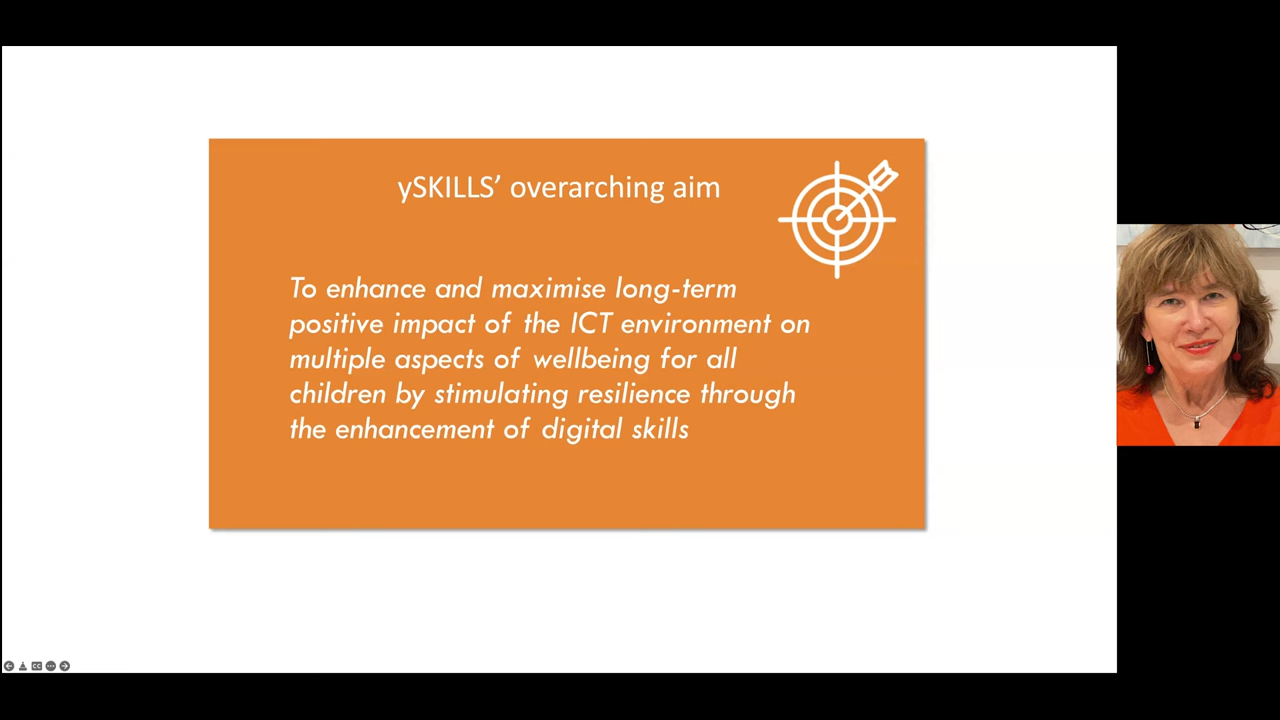 ySKILLS’ overarching aim
To enhance and maximise long-term
positive impact of the ICT environment on
multiple aspects of wellbeing for all
children by stimulating resilience through
the enhancement of digital skills